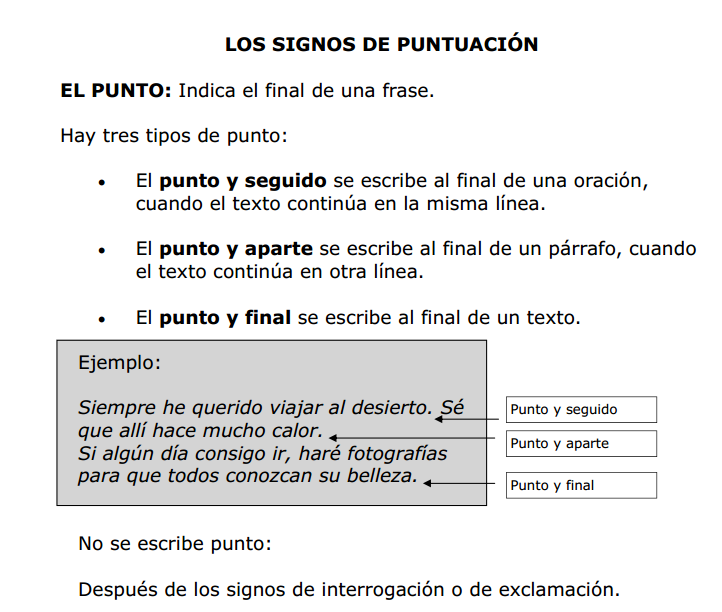 LOS SIGNOS DE PUNTUACIÓN
EL PUNTO: Indica el final de una frase.
Hay tres tipos de punto:
• El punto y seguido se escribe al final de una oración,
cuando el texto continúa en la misma línea.
• El punto y aparte se escribe al final de un párrafo, cuando
el texto continúa en otra línea.
• El punto y final se escribe al final de un texto.
Ejemplo:
Siempre he querido viajar al desierto. Sé
que allí hace mucho calor.
Si algún día consigo ir, haré fotografías
para que todos conozcan su belleza.
Punto y seguido
Punto y aparte
Punto y final
No se escribe punto:
Después de los signos de interrogación o de exclamación.